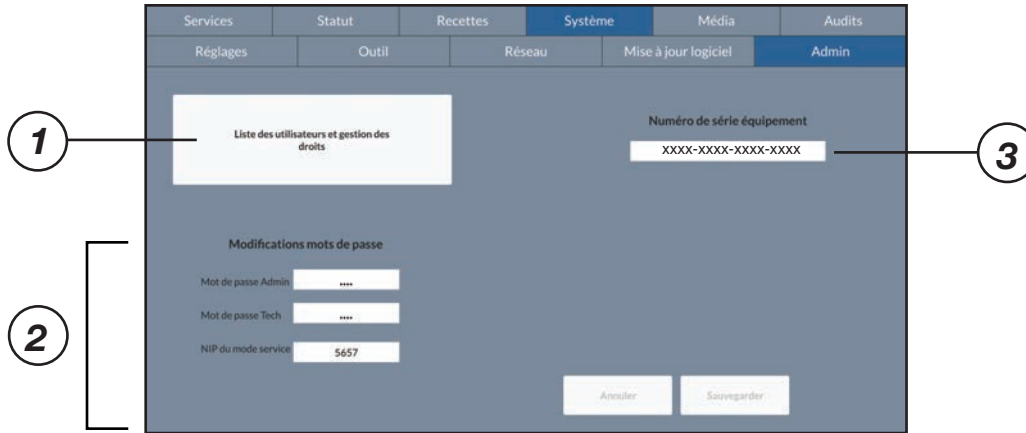 Services Statut Recettes Système Média Audits
Réglages Outil Réseau Mise à jour logiciel Admin
1
Liste des utilisateurs et gestion des
droits
Numéro de série équipement
XXXX-XXXX-XXXX-XXXX
3
2
Modifications mots de passe
Mot de passe Admin ....
Mot de passe Tech ....
NIP du mode service 5657
Annuler Sauvegarder